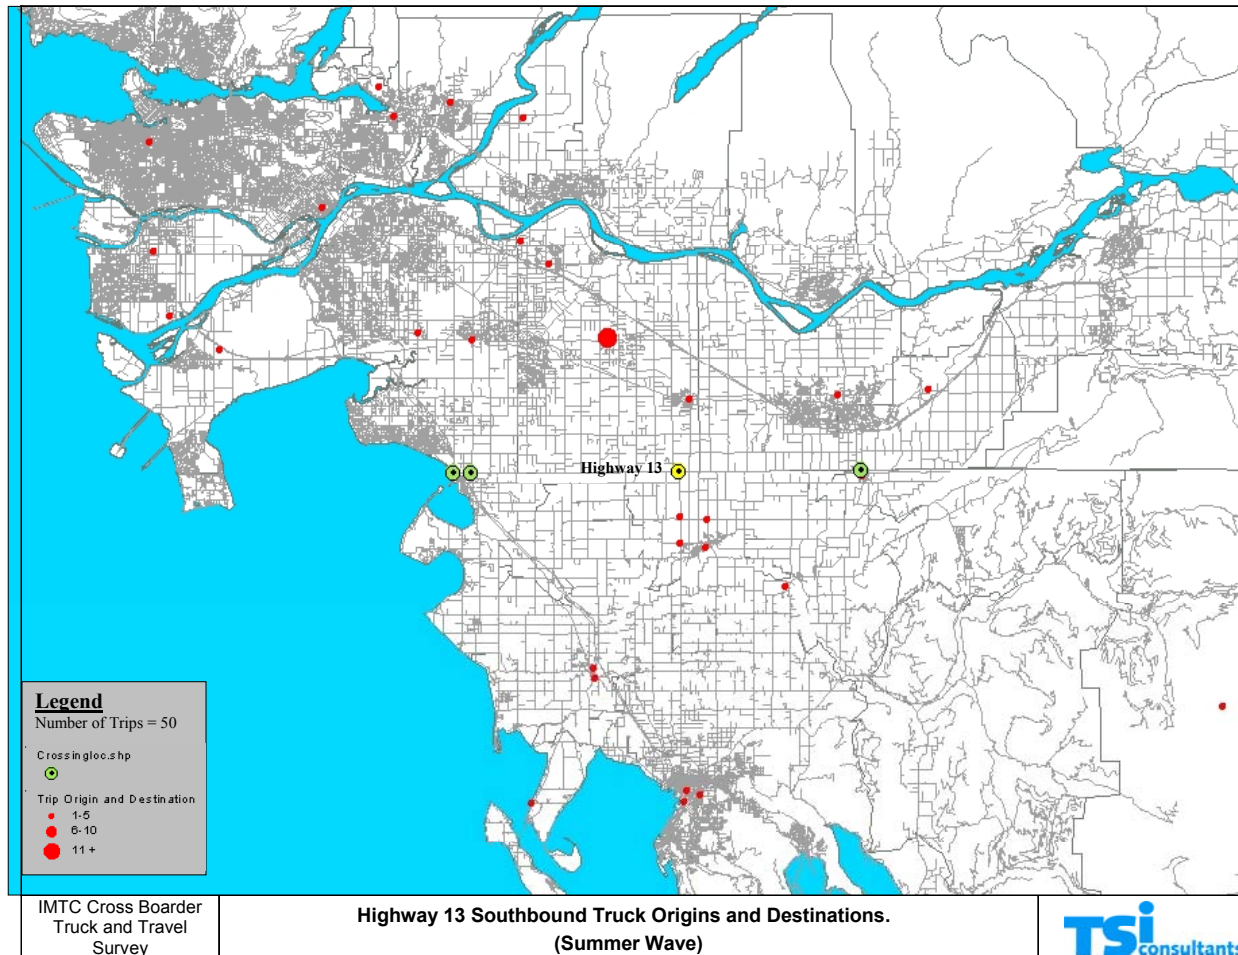 Highway 13
Legend
Number of Trips = 50
Crossingloc.shp
Trip Origin and Destination
1-5
6-10
11 +
IMTC Cross Boarder
Truck and Travel
Survey
Highway 13 Southbound Truck Origins and Destinations.
(Summer Wave)
TSi
consultants